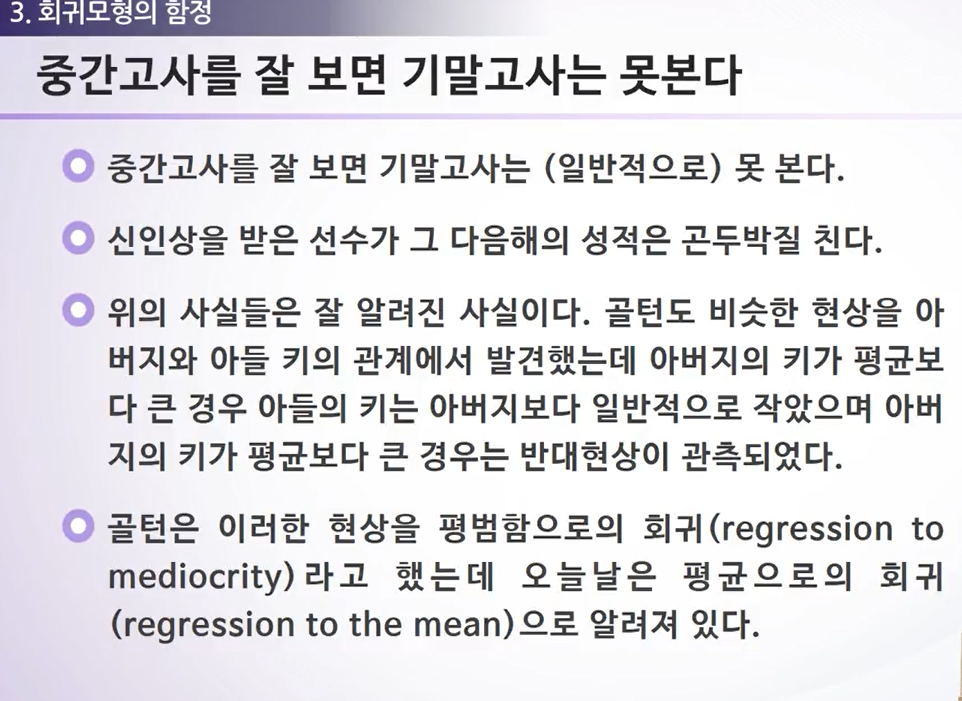 3. 회귀모형의 함정
중간고사를 잘 보면 기말고사는 못본다
중간고사를 잘 보면 기말고사는 (일반적으로) 못 본다.
신인상을 받은 선수가 그 다음해의 성적은 곤두박질 친다.
위의 사실들은 잘 알려진 사실이다. 골턴도 비슷한 현상을 아
버지와 아들 키의 관계에서 발견했는데 아버지의 키가 평균보
다 큰 경우 아들의 키는 아버지보다 일반적으로 작았으며 아버
지의 키가 평균보다 큰 경우는 반대현상이 관측되었다.
골턴은 이러한 현상을 평범함으로의 회귀(regression to
mediocrity)라고 했는데 오늘날은 평균으로의 회귀
(regression to the mean)으로 알려져 있다.